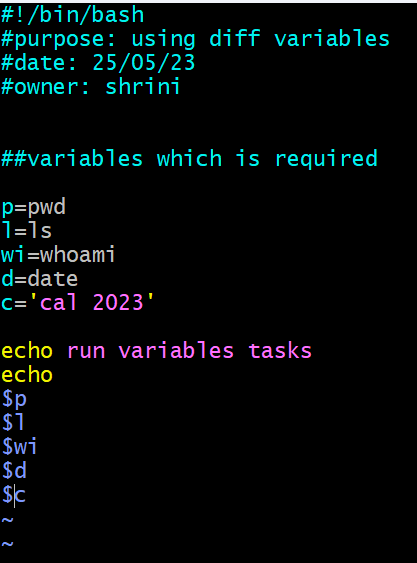 #!/bin/bash
#purpose: using diff variables
#date: 25/05/23
#owner: shrini
##variables which is required
p=pwd
l=ls
wi=whoami
d=date
c='cal 2023'
echo run variables tasks
echo
$p
$l
$wi
$d
$c
~
~